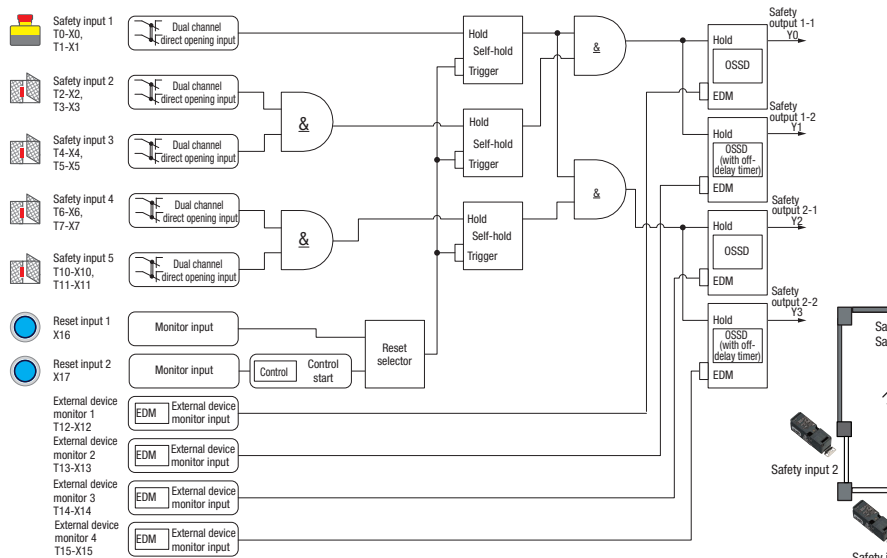 Safety input 1
T0-X0,
T1-X1
Dual channel
direct opening input
Safety input 2
T2-X2,
T3-X3
Dual channel
direct opening input
Safety input 3
T4-X4,
T5-X5
Dual channel
direct opening input
Safety input 4
T6-X6,
T7-X7
Dual channel
direct opening input
Safety input 5
T10-X10,
T11-X11
Dual channel
direct opening input
Reset input 1
X16
Monitor input
Reset input 2
X17
Monitor input
Control
Control
start
Reset
selector
External device
monitor 1
T12-X12
EDM
External device
monitor input
External device
monitor 2
T13-X13
EDM
External device
monitor input
External device
monitor 3
T14-X14
EDM
External device
monitor input
External device
monitor 4
T15-X15
EDM
External device
monitor input
&
&
Hold
Self-hold
Trigger
Hold
Self-hold
Trigger
Hold
Self-hold
Trigger
&
&
Safety
output 1-1
Y0
Hold
OSSD
EDM
Safety
output 1-2
Y1
Hold
OSSD
(with off-
delay timer)
EDM
Safety
output 2-1
Y2
Hold
OSSD
EDM
Safety
output 2-2
Y3
Hold
OSSD
(with off-
delay timer)
EDM
Safety input 2